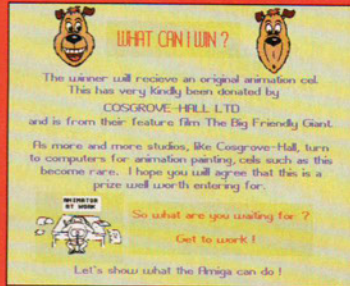 WHAT CAN I WIN ?
The winner will recieve an original animation cel.
This has very kindly been donated by
COSGROVE-HALL LTD
and is from their feature film The Big Friendly Giant.
As more and more studios, like Cosgrove-Hall, turn
to computers for animation painting, cels such as this
become rare. I hope you will agree that this is a
prize well worth entering for.
ANIMATOR
AT WORK
So what are you waiting for ?
Get to work !
Let's show what the Amiga can do !